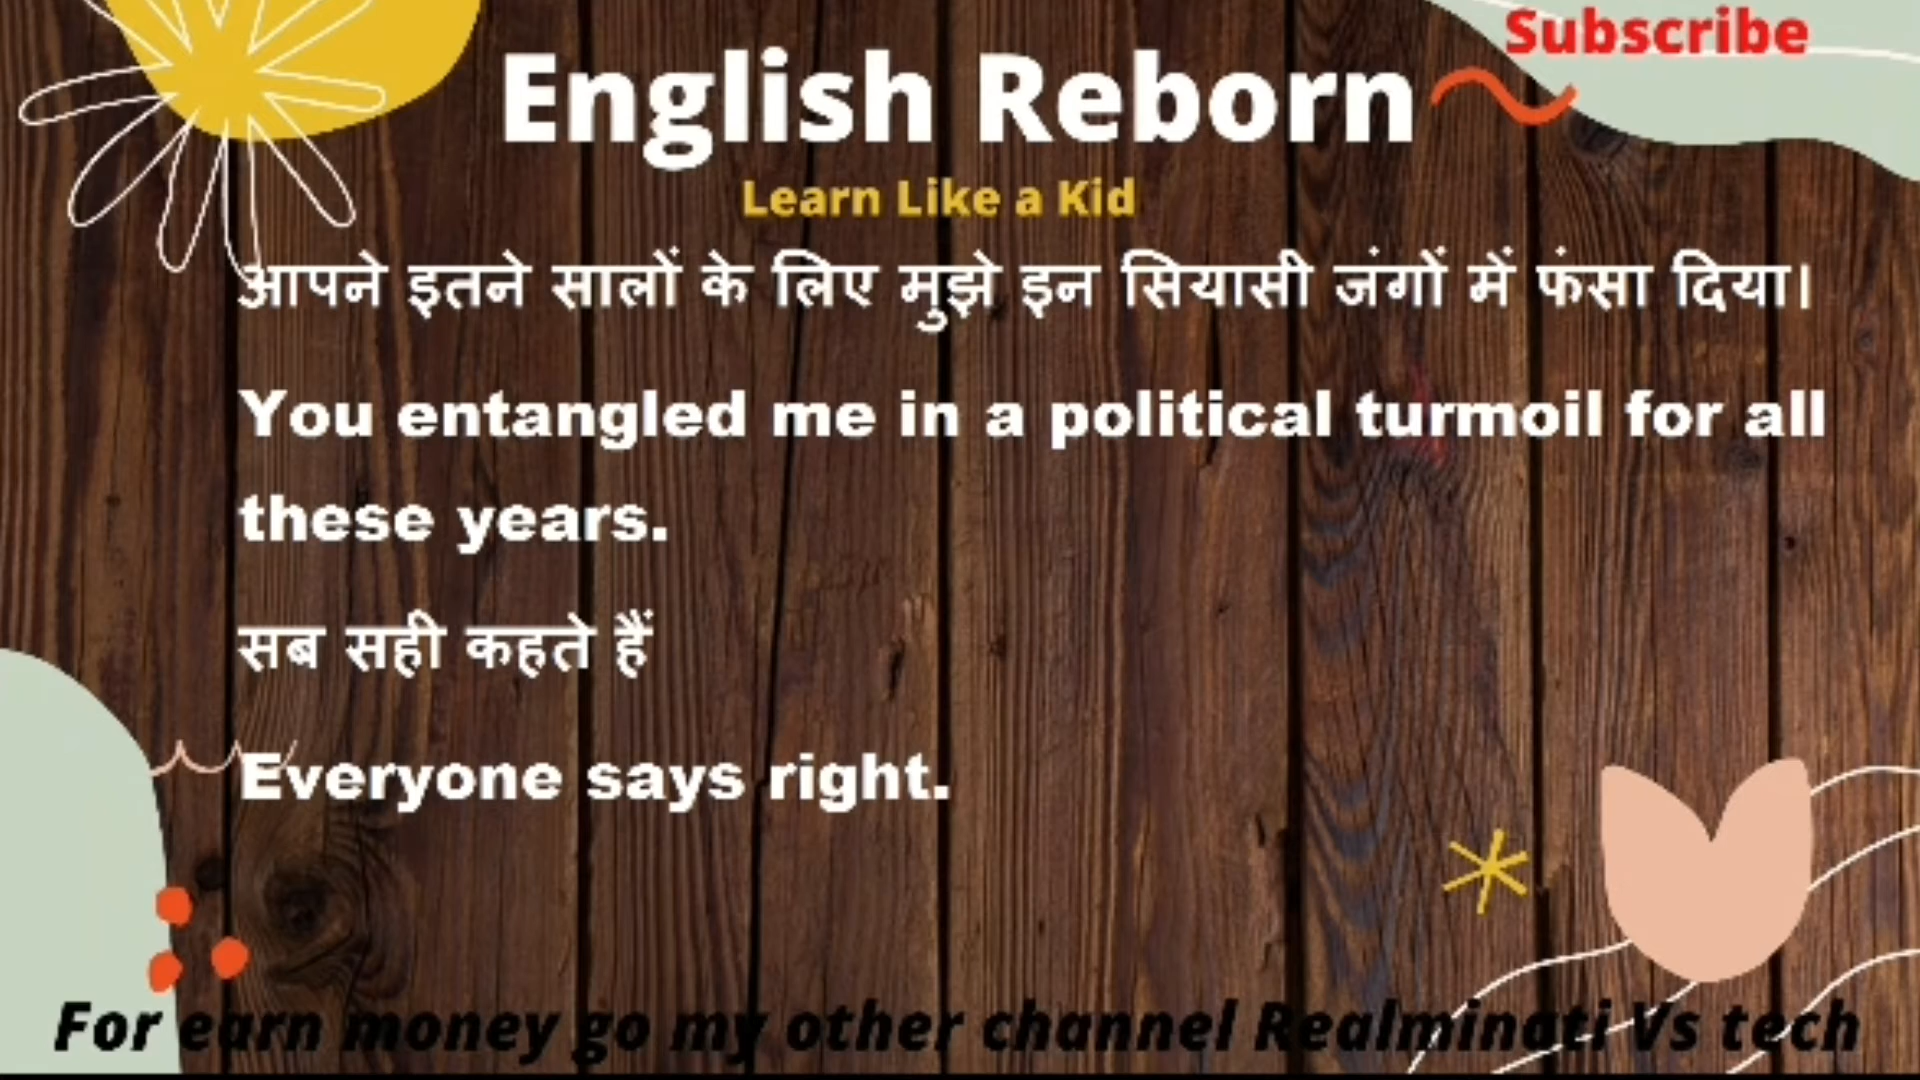 Subscribe
English Reborn
Learn Like a Kid
आपने इतने सालों के लिए मुझे इन सियासी जंगों में फंसा दिया।
You entangled me in a political turmoil for all
these years.
सब सही कहते हैं
Everyone says right.
For earn money go my other channel Realminati Vs tech